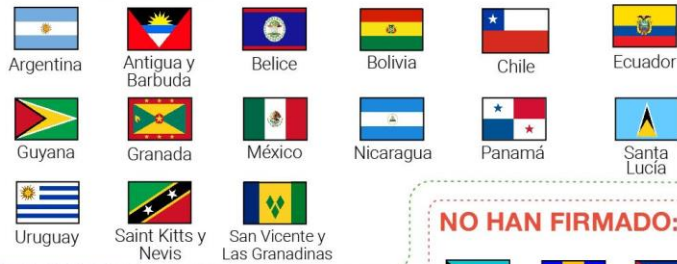 Argentina
Antigua y
Barbuda
Belice
Bolivia
Chile
Ecuador
Guyana
Granada
México
Nicaragua
Panamá
Santa
Lucía
Uruguay
Saint Kitts y
Nevis
San Vicente y
Las Granadinas
NO HAN FIRMADO: